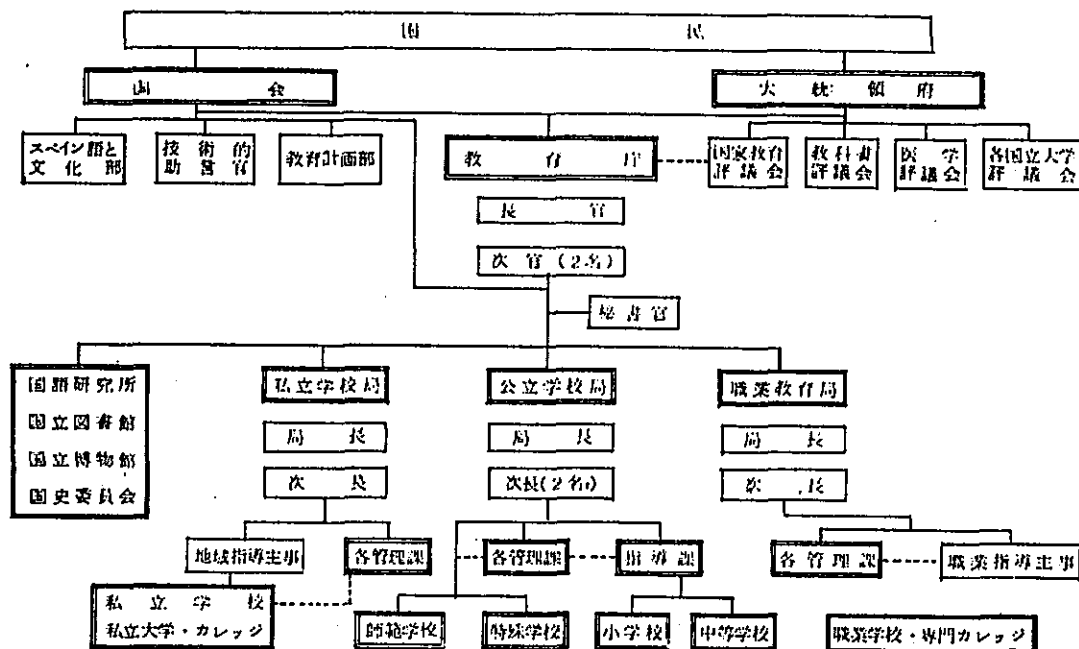 国民
国会
大統領府
スペイン語と
文化部
技術的
助言官
教育計画部
教育庁
国家教育
評議会
教科書
評議会
医学
評議会
各国立大学
評議会
長官
次官(2名)
秘書官
国語研究所
国立図書館
国立博物館
国史委員会
私立学校局
公立学校局
職業教育局
局長
局長
局長
次長
次長(2名)
次長
地域指導主事
各管理課
各管理課
指導課
各管理課
職業指導主事
私立学校
私立大学・カレッジ
師範学校
特殊学校
小学校
中等学校
職業学校・専門カレッジ